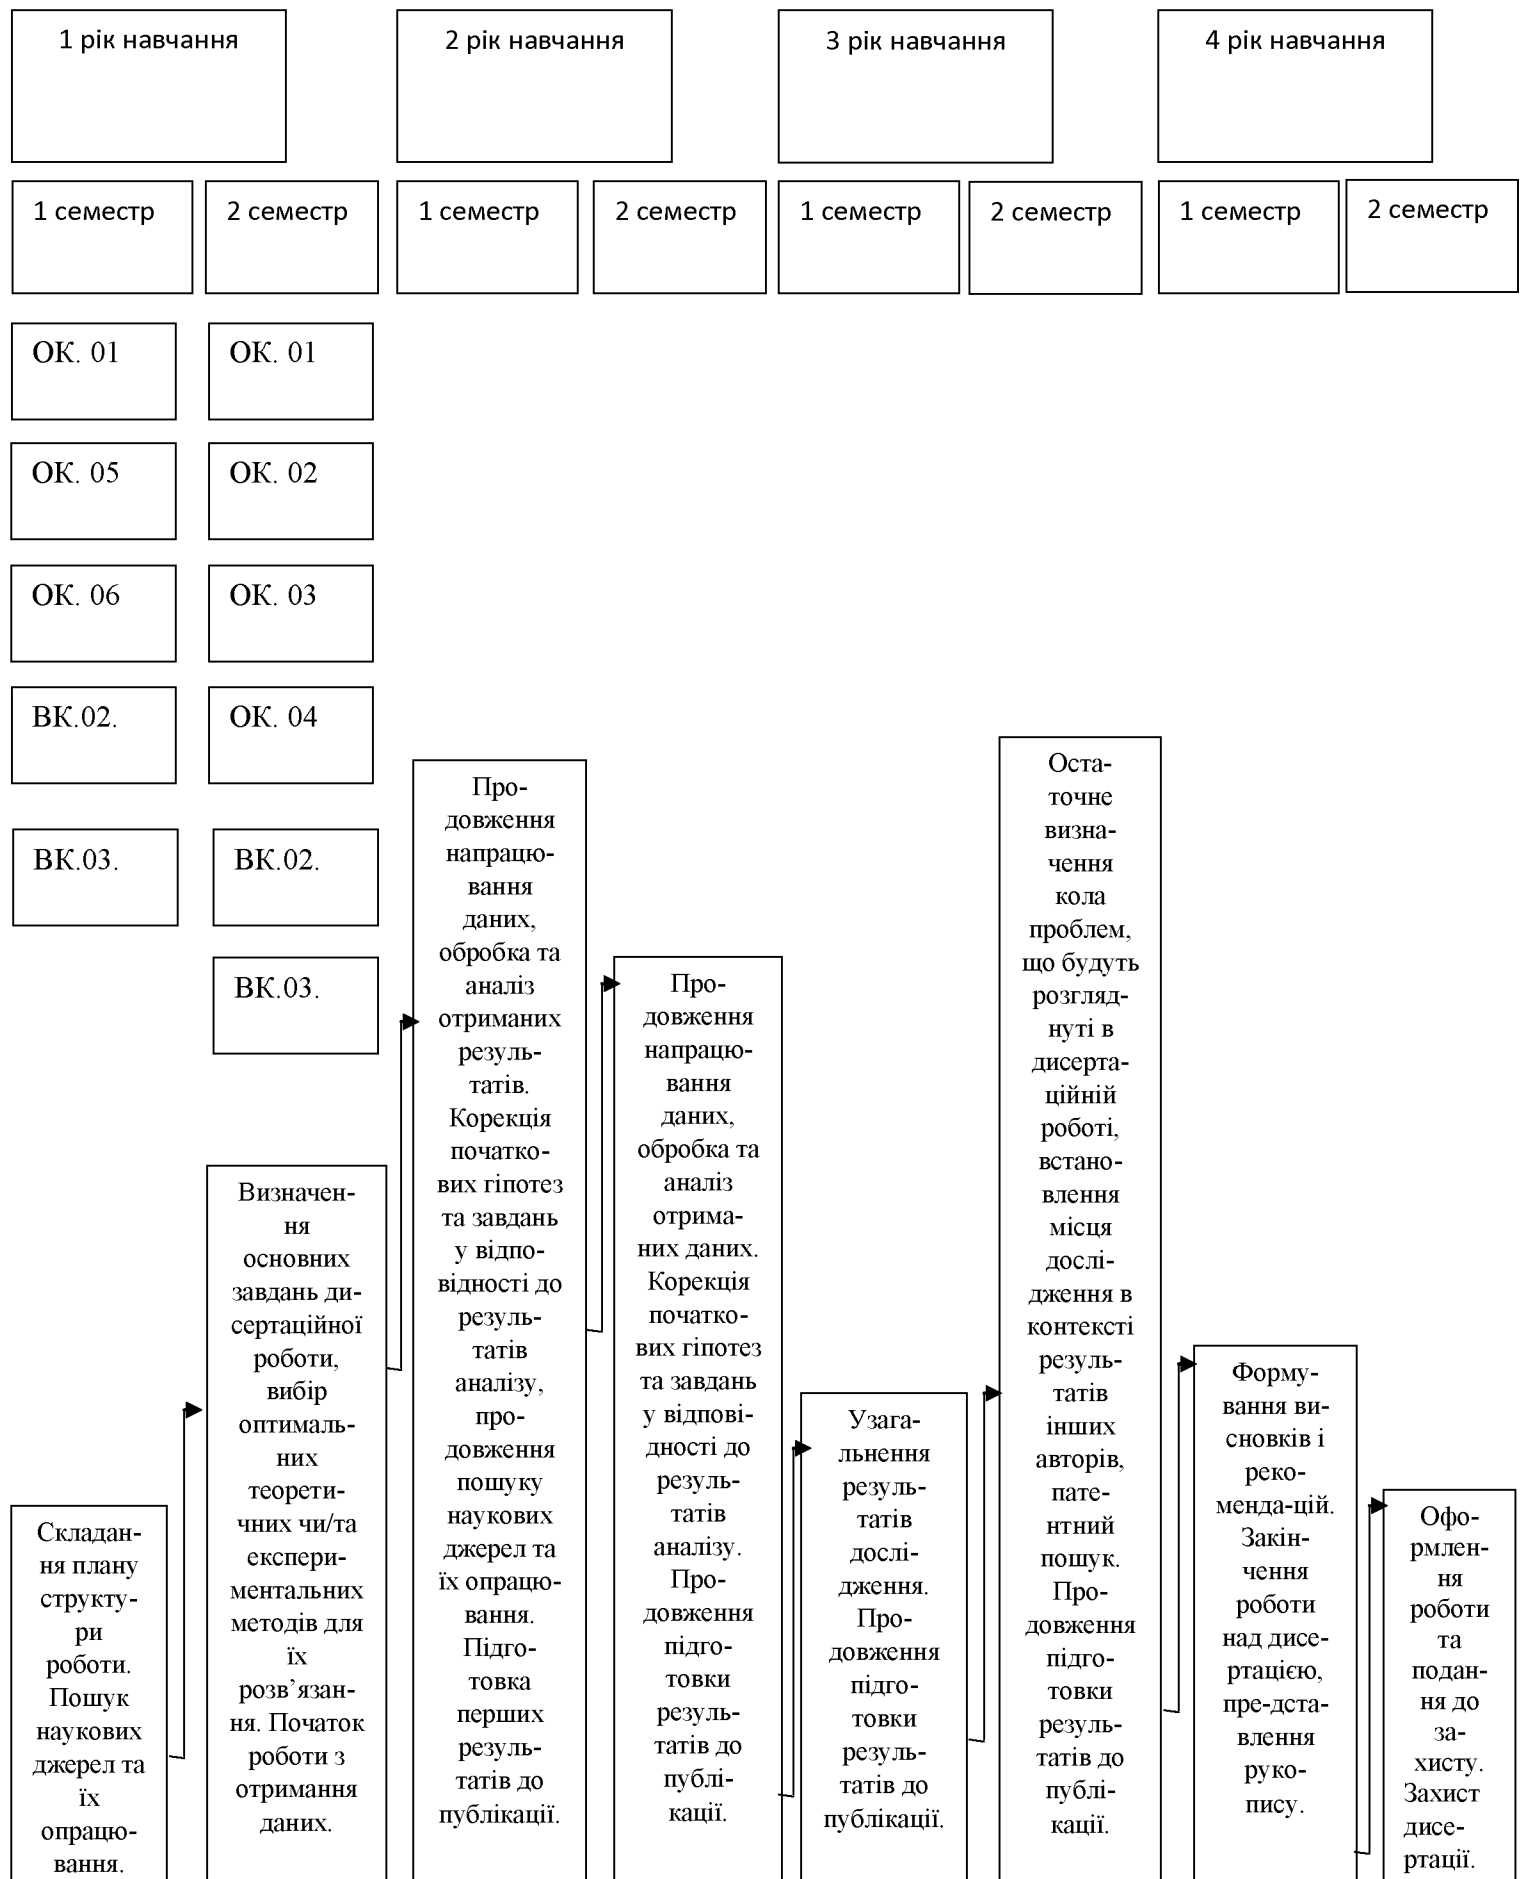 1 рік навчання
2 рік навчання
3 рік навчання
4 рік навчання
1 семестр
2 семестр
1 семестр
2 семестр
1 семестр
2 семестр
1 семестр
2 семестр
ОК. 01
ОК. 01
ОК. 05
ОК. 02
ОК. 06
ОК. 03
ВК.02.
ОК. 04
ВК.03.
ВК.02.
ВК.03.
Складан-
ня плану
структу-
ри
роботи.
Пошук
наукових
джерел та
їх
опрацю-
вання.
Визначен-
ня
основних
завдань ди-
сертаційної
роботи,
вибір
оптималь-
них
теорети-
чних чи/та
експери-
ментальних
методів для
їх
розв’язан-
ня. Початок
роботи з
отримання
даних.
Про-
довження
напрацю-
вання
даних,
обробка та
аналіз
отриманих
резуль-
татів.
Корекція
початко-
вих гіпотез
та завдань
у відпо-
відності до
резуль-
татів
аналізу,
про-
довження
пошуку
наукових
джерел та
їх опрацю-
вання.
Підго-
товка
перших
резуль-
татів до
публікації.
Про-
довження
напрацю-
вання
даних,
обробка та
аналіз
отрима-
них даних.
Корекція
початко-
вих гіпотез
та завдань
у відпові-
дності до
резуль-
татів
аналізу.
Про-
довження
підго-
товки
резуль-
татів до
публі-
кації.
Узага-
льнення
резуль-
татів
дослі-
дження.
Про-
довження
підго-
товки
резуль-
татів до
публікації.
Оста-
точне
визна-
чення
кола
проблем,
що будуть
розгляд-
нуті в
дисерта-
ційній
роботі,
встано-
влення
місця
дослі-
дження в
контексті
резуль-
татів
інших
авторів,
пате-
нтний
пошук.
Про-
довження
підго-
товки
резуль-
татів до
публі-
кації.
Форму-
вання ви-
сновків і
реко-
менда-цій.
Закін-
чення
роботи
над дисе-
ртацією,
пре-дста-
влення
руко-
пису.
Офо-
рмлен-
ня
роботи
та
подан-
ня до
за-
хисту.
Захист
дисе-
ртації.